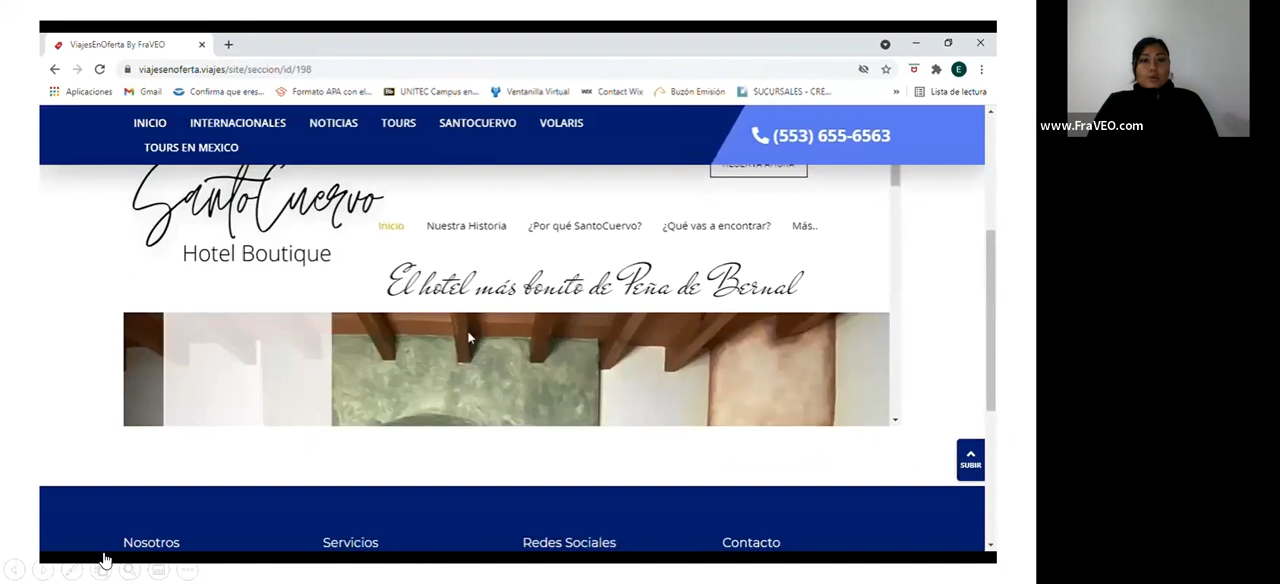 ViajesEnOferta By FraVEO
viajesenoferta.viajes/site/seccion/id/198
E
Aplicaciones
Gmail
Confirma que eres...
Formato APA con el...
UNITEC Campus en...
Ventanilla Virtual
WIX Contact Wix
Buzón Emisión
SUCURSALES - CRE...
»
Lista de lectura
INICIO INTERNACIONALES NOTICIAS TOURS SANTOCUERVO VOLARIS
TOURS EN MEXICO
(553) 655-6563
RESERVA AHORA
SantoCuervo
Hotel Boutique
Inicio Nuestra Historia ¿Por qué SantoCuervo? ¿Qué vas a encontrar? Más..
El hotel más bonito de Peña de Bernal
SUBIR
Nosotros Servicios Redes Sociales Contacto
www.FraVEO.com